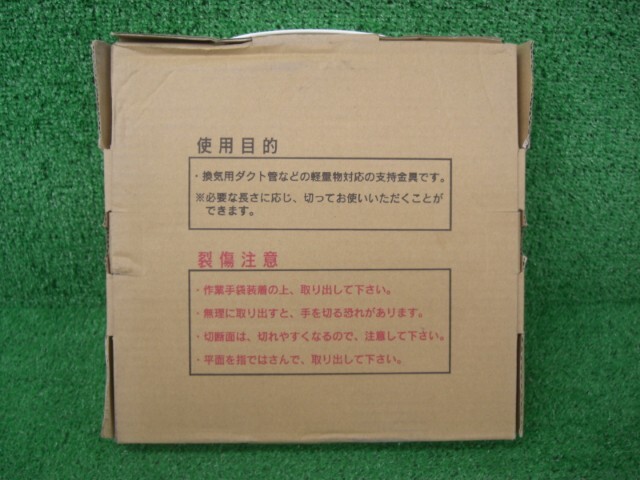 使用目的
・換気用ダクト管などの軽量物対応の支持金具です。
※必要な長さに応じ、切ってお使いいただくことが
できます。
裂傷注意
・作業手袋装着の上、取り出して下さい。
・無理に取り出すと、手を切る恐れがあります。
・切断面は、切れやすくなるので、注意して下さい。
・平面を指ではさんで、取り出して下さい。